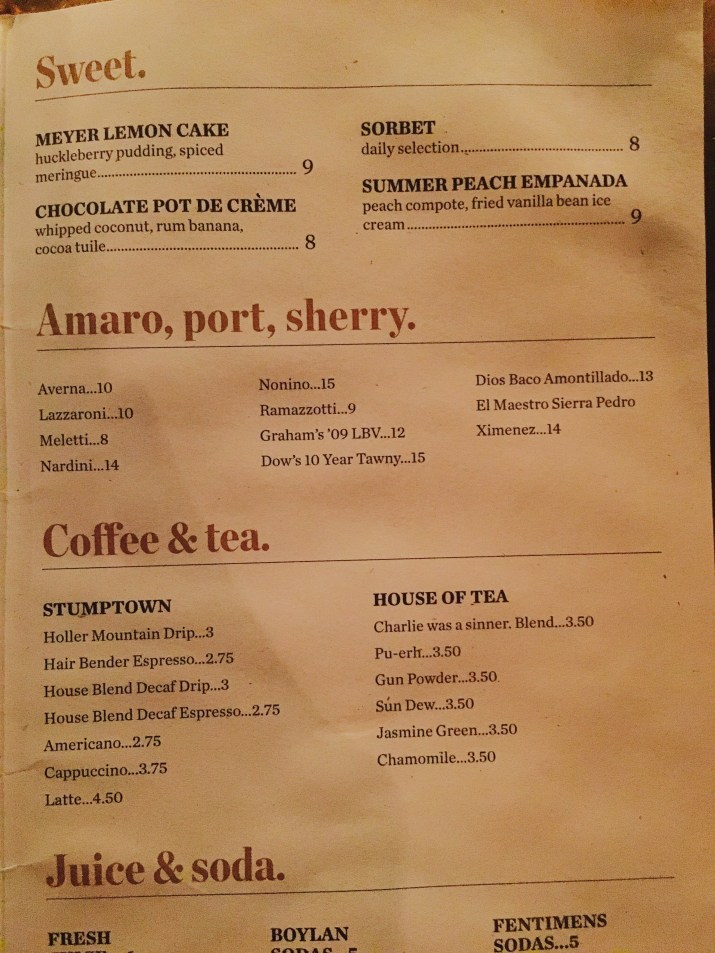 Sweet.
MEYER LEMON CAKE
huckleberry pudding, spiced
meringue.................................................. 9
CHOCOLATE POT DE CRÈME
whipped coconut, rum banana,
cocoa tuile................................................ 8
SORBET
daily selection......................................... 8
SUMMER PEACH EMPANADA
peach compote, fried vanilla bean ice
cream....................................................... 9
Amaro, port, sherry.
Averna...10
Lazzaroni...10
Meletti...8
Nardini...14
Nonino...15
Ramazzotti...9
Graham's '09 LBV...12
Dow's 10 Year Tawny...15
Dios Baco Amontillado...13
El Maestro Sierra Pedro
Ximenez...14
Coffee & tea.
STUMPTOWN
Holler Mountain Drip...3
Hair Bender Espresso...2.75
House Blend Decaf Drip...3
House Blend Decaf Espresso...2.75
Americano...2.75
Cappuccino...3.75
Latte...4.50
HOUSE OF TEA
Charlie was a sinner. Blend...3.50
Pu-erh...3.50
Gun Powder...3.50
Sun Dew...3.50
Jasmine Green...3.50
Chamomile...3.50
Juice & soda.
FRESH
BOYLAN
SODAS...5
FENTIMENS
SODAS...5